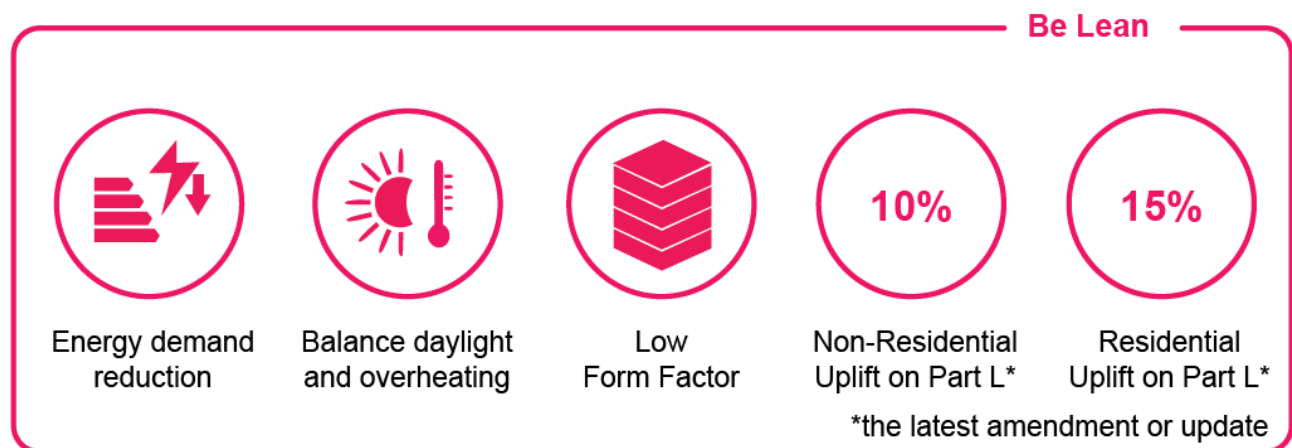 Be Lean
10%
15%
Energy demand
reduction
Balance daylight
and overheating
Low
Form Factor
Non-Residential
Uplift on Part L*
Residential
Uplift on Part L*
*the latest amendment or update